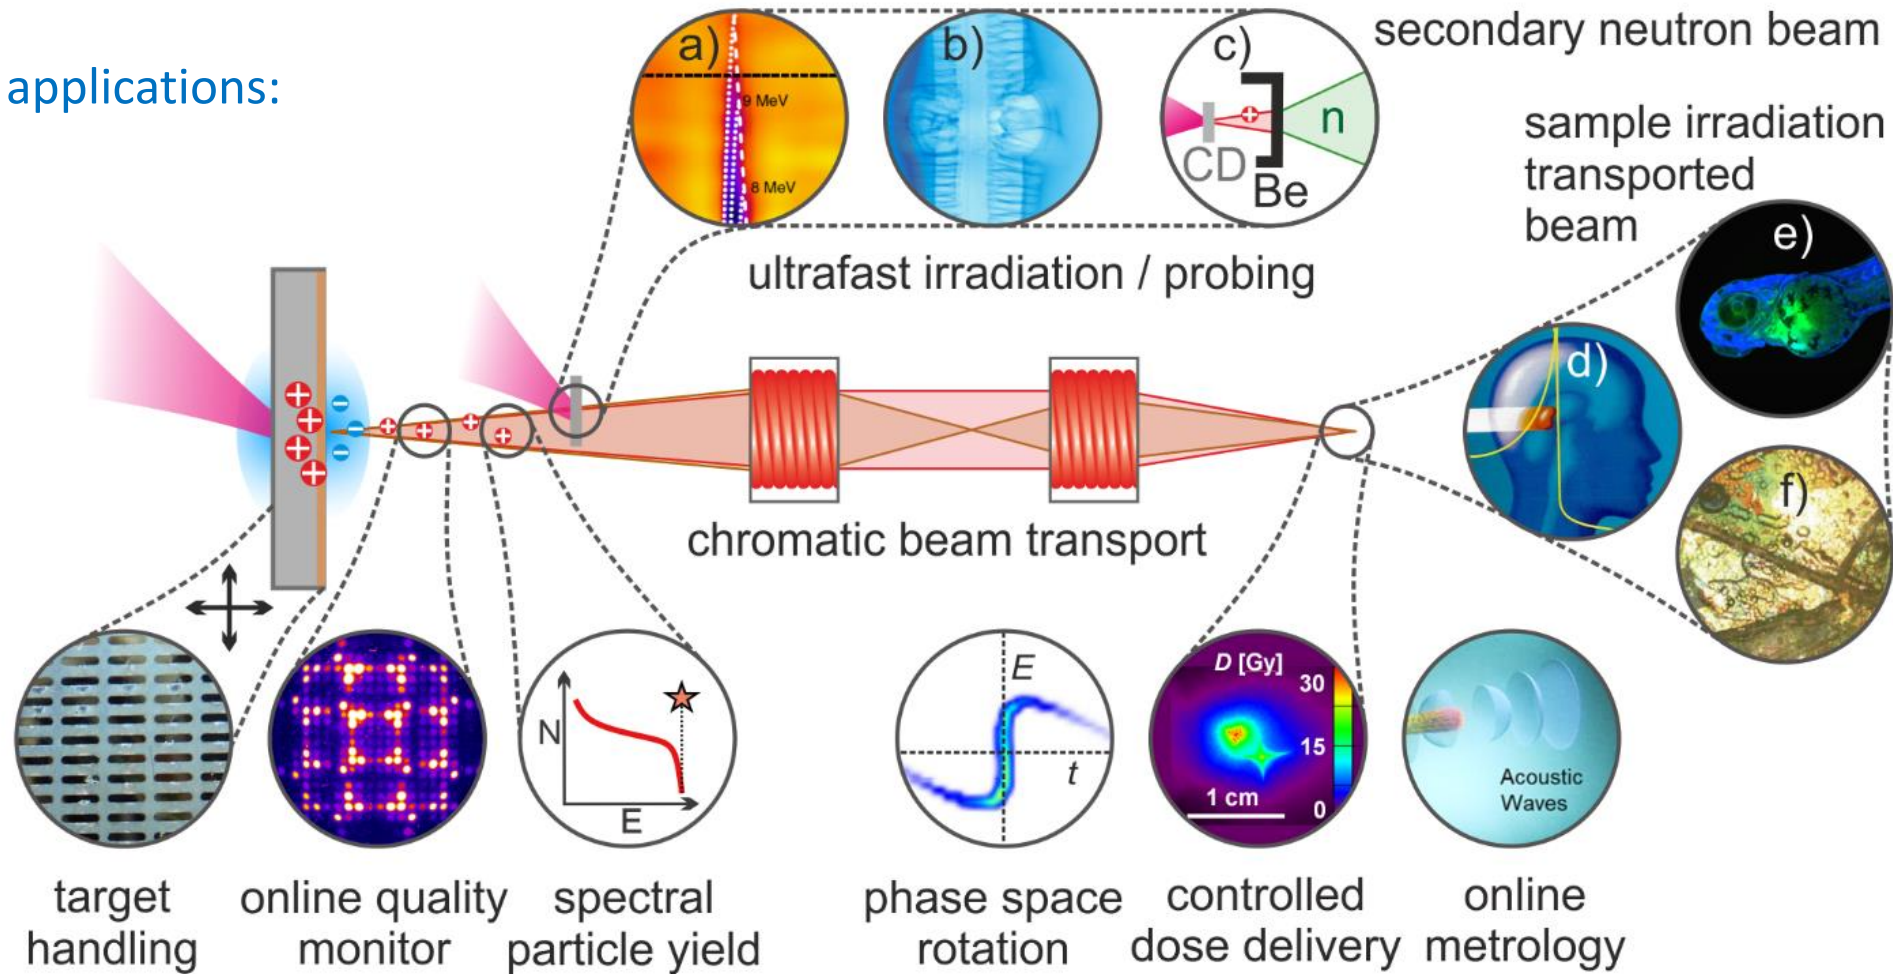 applications:
a)
9 MeV
8 MeV
b)
c)
CD
Be
n
secondary neutron beam
sample irradiation
transported
beam
ultrafast irradiation / probing
d)
e)
f)
chromatic beam transport
N
E
E
t
D [Gy]
30
15
0
1 cm
Acoustic
Waves
target
handling
online quality
monitor
spectral
particle yield
phase space
rotation
controlled
dose delivery
online
metrology